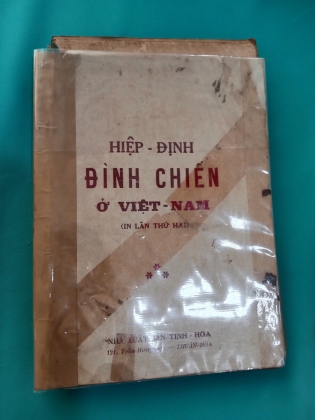 HIỆP - ĐỊNH
ĐÌNH CHIẾN
Ở VIỆT - NAM
(IN LẦN THỨ HAI)
NHÀ XUẤT BẢN TINH - HOA